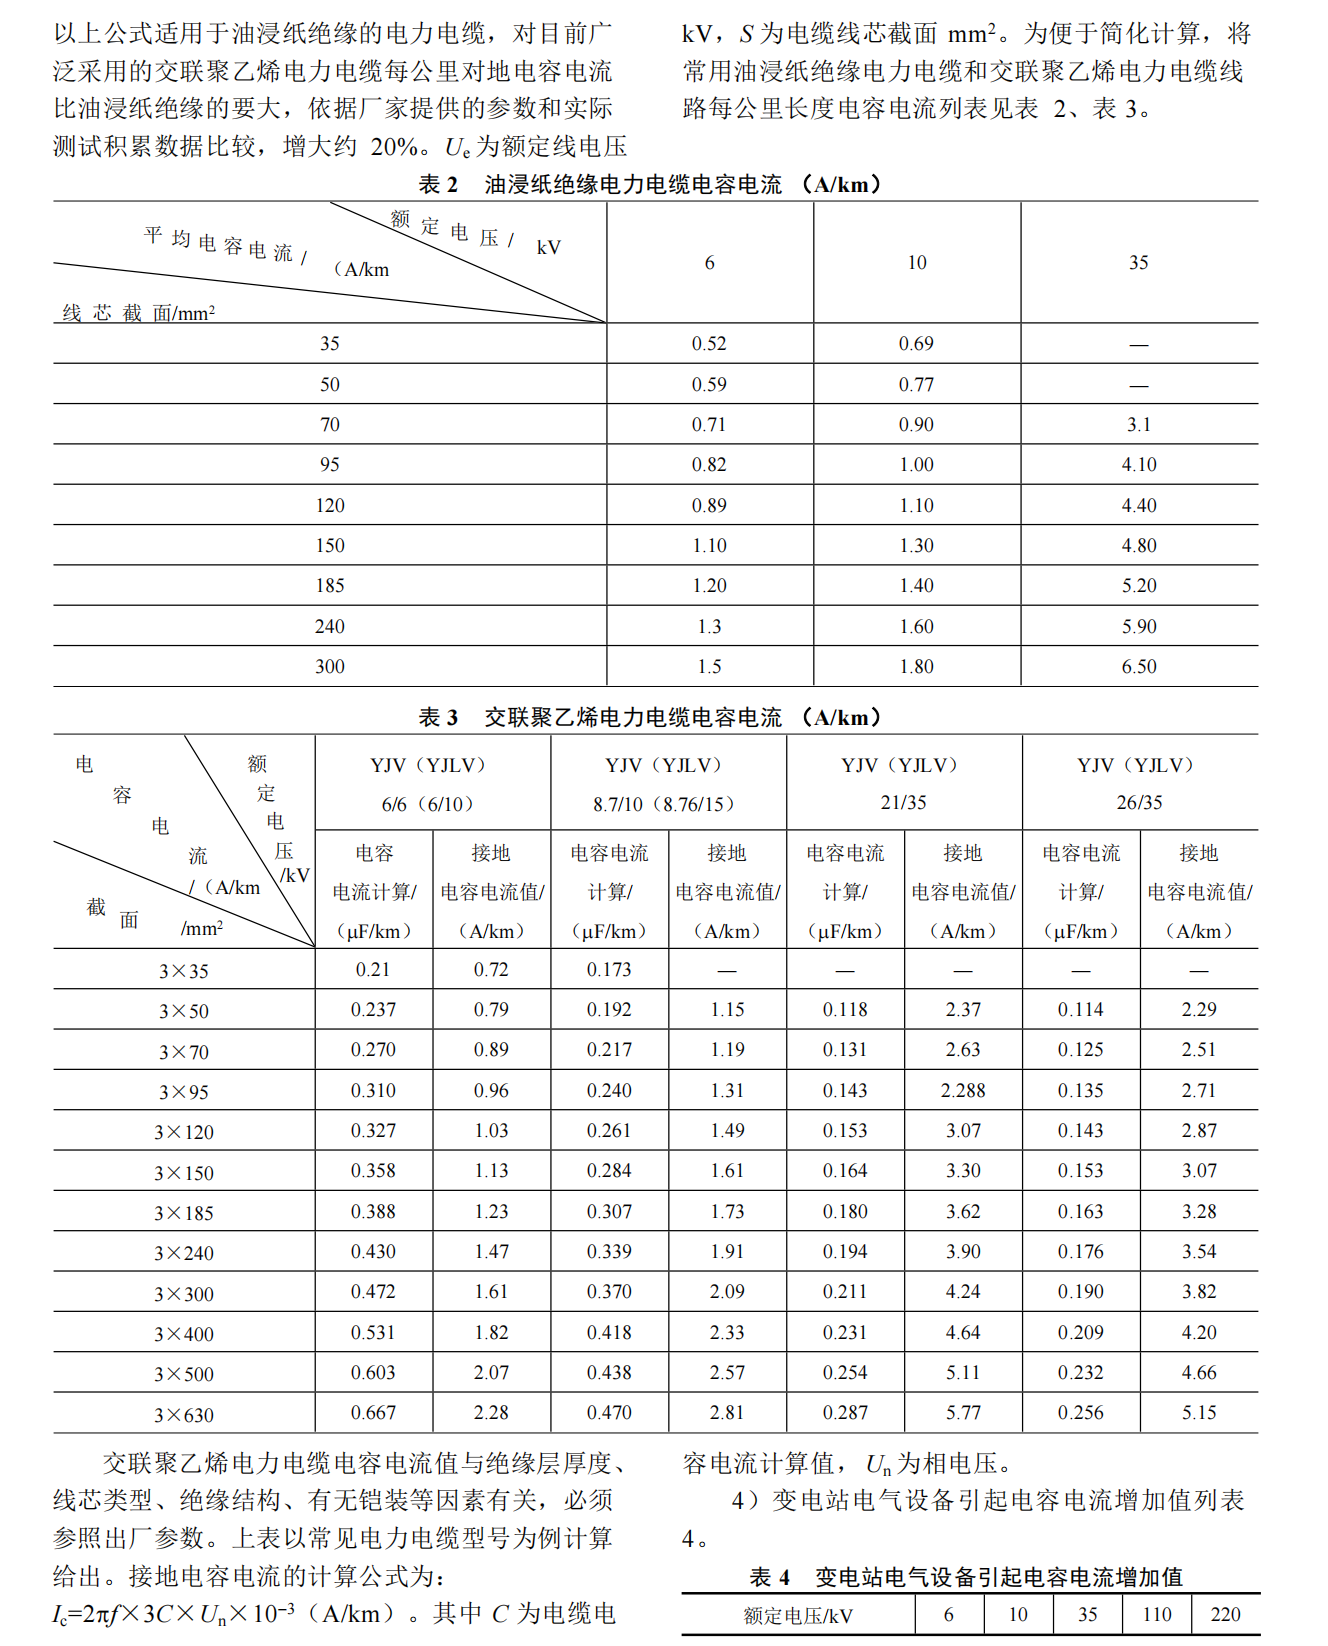 以上公式适用于油浸纸绝缘的电力电缆，对目前广
泛采用的交联聚乙烯电力电缆每公里对地电容电流
比油浸纸绝缘的要大，依据厂家提供的参数和实际
测试积累数据比较，增大约 20%。Ue为额定线电压
kV，S 为电缆线芯截面 mm²。为便于简化计算，将
常用油浸纸绝缘电力电缆和交联聚乙烯电力电缆线
路每公里长度电容电流列表见表 2、表 3。
表 2 油浸纸绝缘电力电缆电容电流 （A/km）
额定电压/ kV
平均电容电流/ （A/km
线芯截面/mm²
6 10 35
35 0.52 0.69 —
50 0.59 0.77 —
70 0.71 0.90 3.1
95 0.82 1.00 4.10
120 0.89 1.10 4.40
150 1.10 1.30 4.80
185 1.20 1.40 5.20
240 1.3 1.60 5.90
300 1.5 1.80 6.50
表 3 交联聚乙烯电力电缆电容电流 （A/km）
电容电流/（A/km
额定电压/kV
截面/mm²
YJV（YJLV） YJV（YJLV） YJV（YJLV） YJV（YJLV）
6/6（6/10） 8.7/10（8.76/15） 21/35 26/35
电容 接地 电容电流 接地 电容电流 接地 电容电流 接地
电流计算/ 电容电流值/ 计算/ 电容电流值/ 计算/ 电容电流值/ 计算/ 电容电流值/
（μF/km） （A/km） （μF/km） （A/km） （μF/km） （A/km） （μF/km） （A/km）
3×35 0.21 0.72 0.173 — — — — —
3×50 0.237 0.79 0.192 1.15 0.118 2.37 0.114 2.29
3×70 0.270 0.89 0.217 1.19 0.131 2.63 0.125 2.51
3×95 0.310 0.96 0.240 1.31 0.143 2.288 0.135 2.71
3×120 0.327 1.03 0.261 1.49 0.153 3.07 0.143 2.87
3×150 0.358 1.13 0.284 1.61 0.164 3.30 0.153 3.07
3×185 0.388 1.23 0.307 1.73 0.180 3.62 0.163 3.28
3×240 0.430 1.47 0.339 1.91 0.194 3.90 0.176 3.54
3×300 0.472 1.61 0.370 2.09 0.211 4.24 0.190 3.82
3×400 0.531 1.82 0.418 2.33 0.231 4.64 0.209 4.20
3×500 0.603 2.07 0.438 2.57 0.254 5.11 0.232 4.66
3×630 0.667 2.28 0.470 2.81 0.287 5.77 0.256 5.15
交联聚乙烯电力电缆电容电流值与绝缘层厚度、
线芯类型、绝缘结构、有无铠装等因素有关，必须
参照出厂参数。上表以常见电力电缆型号为例计算
给出。接地电容电流的计算公式为：
Ic=2πf×3C×Un×10⁻³（A/km）。其中 C 为电缆电
容电流计算值，Un为相电压。
4）变电站电气设备引起电容电流增加值列表
4。
表 4 变电站电气设备引起电容电流增加值
额定电压/kV 6 10 35 110 220